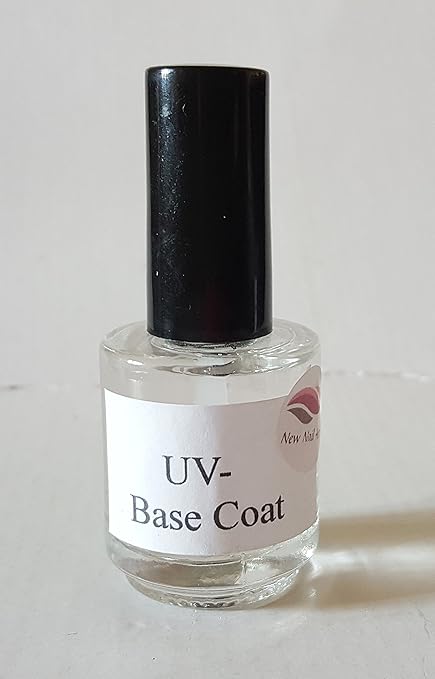 UV-
Base Coat
New Nail